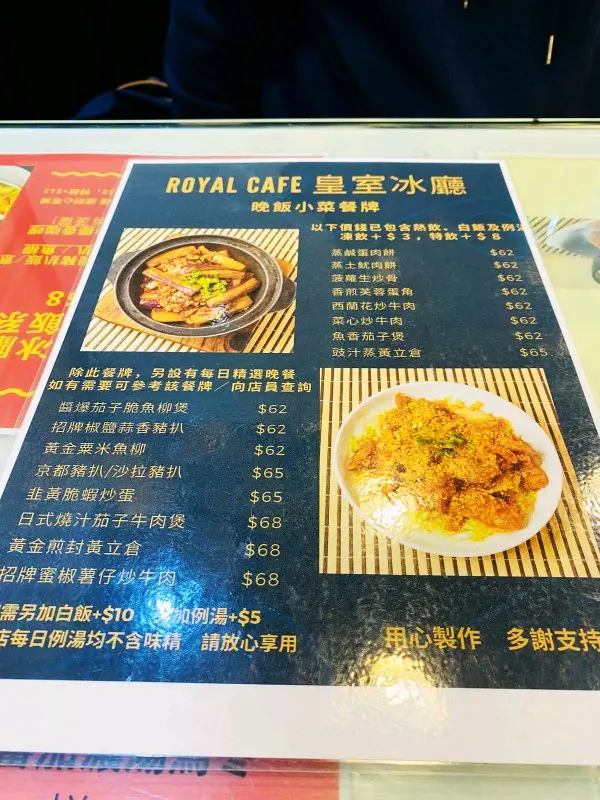 ROYAL CAFE 皇室冰廳
晚飯小菜餐牌
以下價錢已包含熱飲、白飯及例
凍飲+$3，特飲+$8
蒸鹹蛋肉餅 $62
蒸土魷肉餅 $62
菠蘿生炒骨 $62
香煎芙蓉蛋角 $62
西蘭花炒牛肉 $62
菜心炒牛肉 $62
魚香茄子煲 $62
豉汁蒸黃立倉 $65
除此餐牌，另設有每日精選晚餐
如有需要可參考該餐牌/向店員查詢
醬爆茄子脆魚柳煲 $62
招牌椒鹽蒜香豬扒 $62
黃金粟米魚柳 $62
京都豬扒/沙拉豬扒 $65
韭黃脆蝦炒蛋 $65
日式燒汁茄子牛肉煲 $68
黃金煎封黃立倉 $68
招牌蜜椒薯仔炒牛肉 $68
需另加白飯+$10 加例湯+$5
店每日例湯均不含味精 請放心享用
用心製作 多謝支持